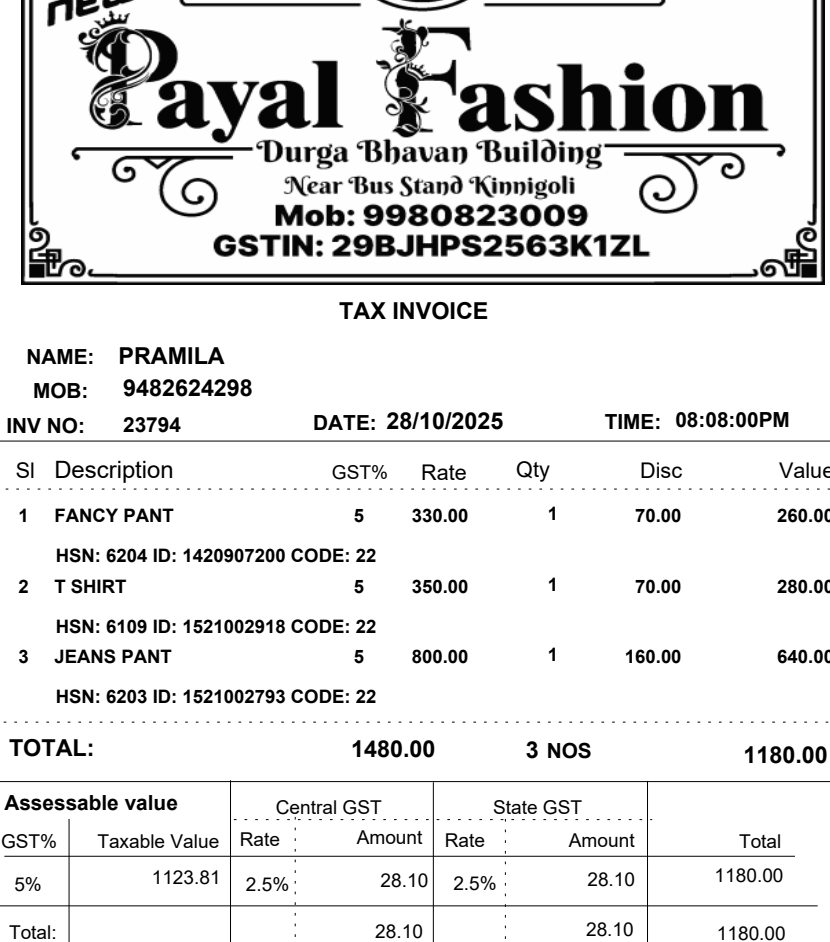 new
Payal Fashion
Durga Bhavan Building
Near Bus Stand Kinnigoli
Mob: 9980823009
GSTIN: 29BJHPS2563K1ZL
TAX INVOICE
NAME: PRAMILA
MOB: 9482624298
INV NO: 23794 DATE: 28/10/2025 TIME: 08:08:00PM
Sl Description GST% Rate Qty Disc Value
1 FANCY PANT 5 330.00 1 70.00 260.00
HSN: 6204 ID: 1420907200 CODE: 22
2 T SHIRT 5 350.00 1 70.00 280.00
HSN: 6109 ID: 1521002918 CODE: 22
3 JEANS PANT 5 800.00 1 160.00 640.00
HSN: 6203 ID: 1521002793 CODE: 22
TOTAL: 1480.00 3 NOS 1180.00
Assessable value Central GST State GST
GST% Taxable Value Rate Amount Rate Amount Total
5% 1123.81 2.5% 28.10 2.5% 28.10 1180.00
Total: 28.10 28.10 1180.00